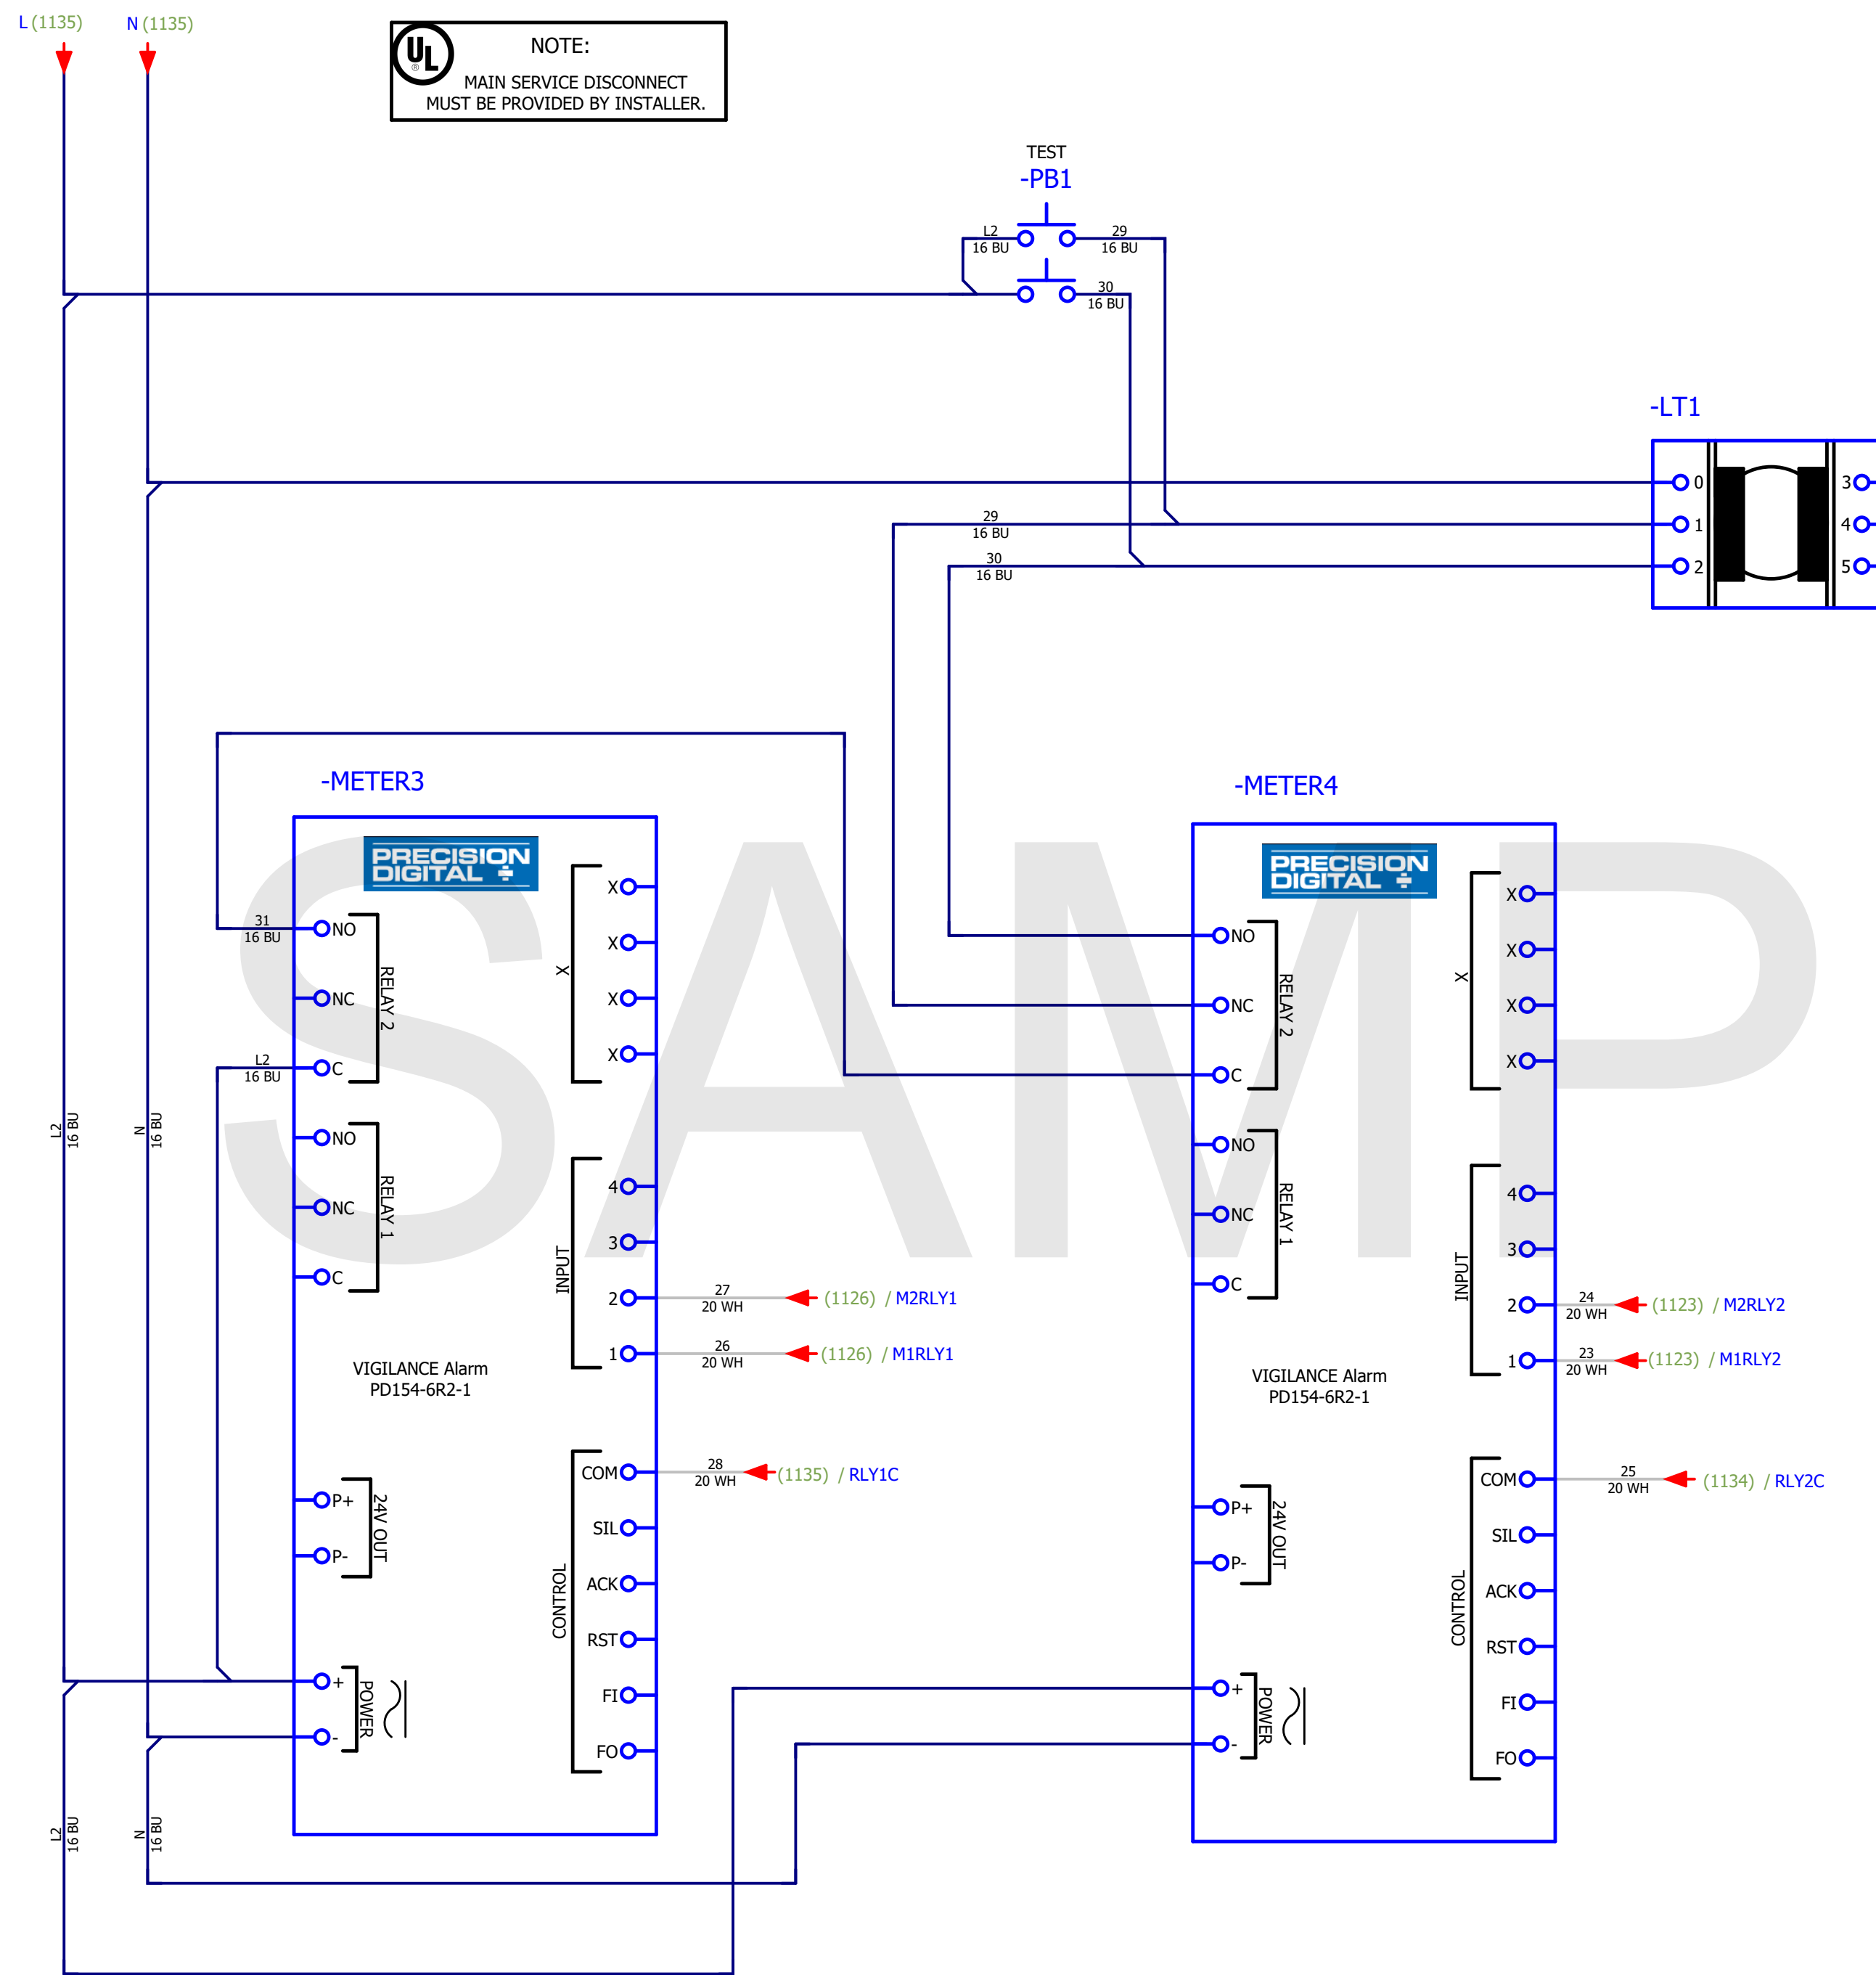 L (1135)
N (1135)
UL
®
NOTE:
MAIN SERVICE DISCONNECT
MUST BE PROVIDED BY INSTALLER.
TEST
-PB1
L2
16 BU
29
16 BU
30
16 BU
-LT1
0
1
2
3
4
5
29
16 BU
30
16 BU
SAMP
-METER3
PRECISION
DIGITAL
31
16 BU
NO
NC
C
RELAY 2
L2
16 BU
NO
NC
C
RELAY 1
X
X
X
X
X
4
3
2
1
INPUT
27
20 WH
(1126) / M2RLY1
26
20 WH
(1126) / M1RLY1
VIGILANCE Alarm
PD154-6R2-1
P+
P-
24V OUT
COM
SIL
ACK
RST
FI
FO
CONTROL
28
20 WH
(1135) / RLY1C
+
-
POWER
L2
16 BU
N
16 BU
L2
16 BU
N
16 BU
-METER4
PRECISION
DIGITAL
NO
NC
C
RELAY 2
NO
NC
C
RELAY 1
X
X
X
X
X
4
3
2
1
INPUT
24
20 WH
(1123) / M2RLY2
23
20 WH
(1123) / M1RLY2
VIGILANCE Alarm
PD154-6R2-1
P+
P-
24V OUT
COM
SIL
ACK
RST
FI
FO
CONTROL
25
20 WH
(1134) / RLY2C
+
-
POWER